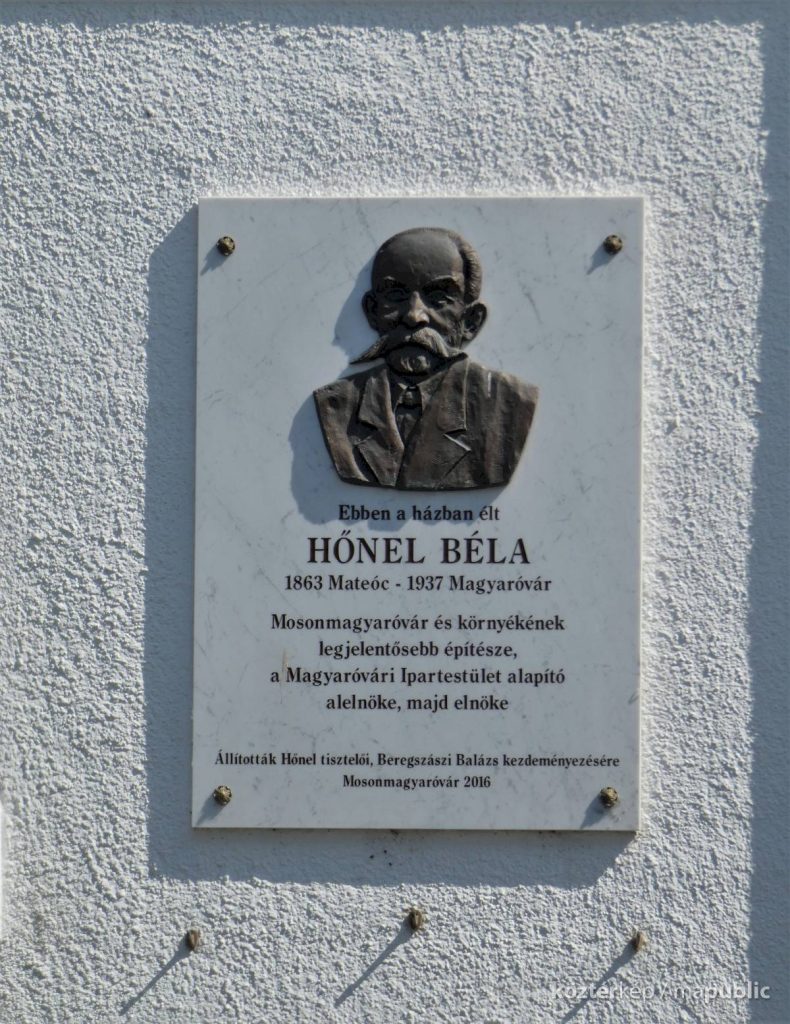 Ebben a házban élt
HŐNEL BÉLA
1863 Mateóc - 1937 Magyaróvár
Mosonmagyaróvár és környékének
legjelentősebb építésze,
a Magyaróvári Ipartestület alapító
alelnöke, majd elnöke
Állították Hőnel tisztelői, Beregszászi Balázs kezdeményezésére
Mosonmagyaróvár 2016
köztérkép / mapublic